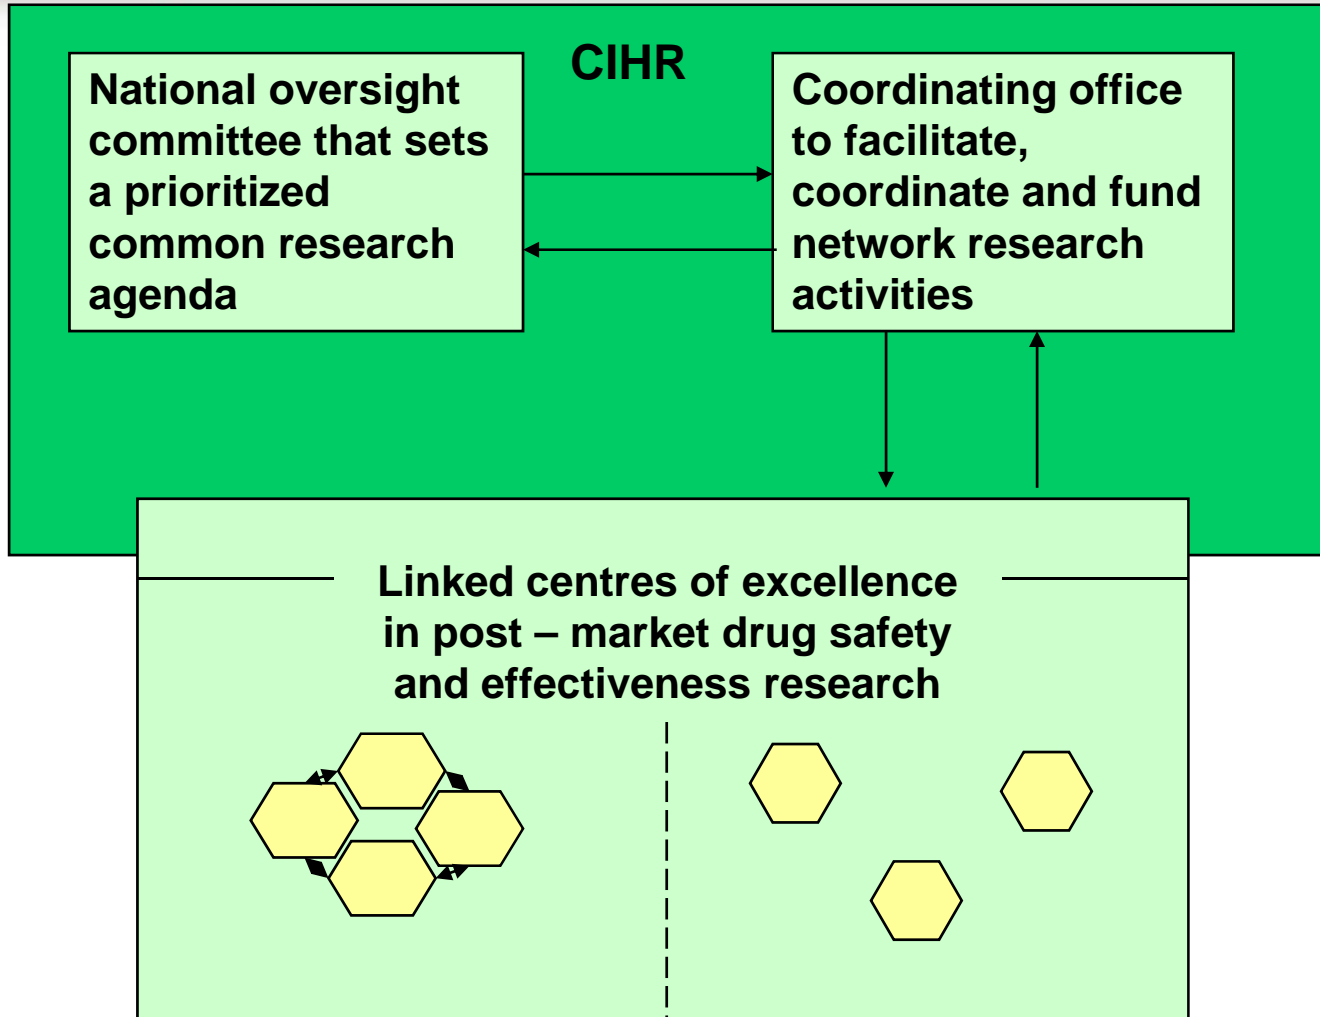 CIHR
National oversight
committee that sets
a prioritized
common research
agenda
Coordinating office
to facilitate,
coordinate and fund
network research
activities
Linked centres of excellence
in post – market drug safety
and effectiveness research